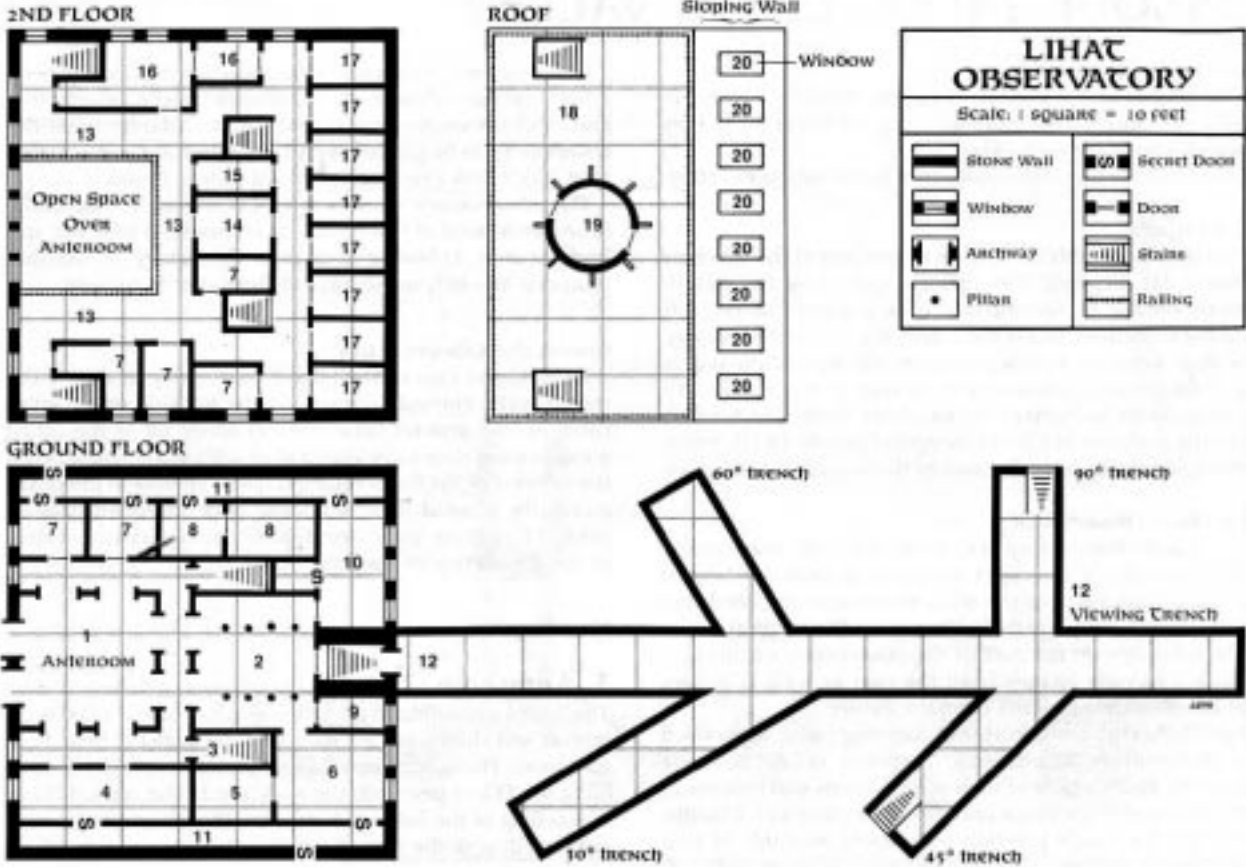 2ND FLOOR
16
16
17
17
13
17
15
17
OPEN SPACE
OVER
ANTEROOM
13
14
17
17
7
17
13
17
7
7
7
17
ROOF
SLOPING WALL
20
WINDOW
18
20
20
19
20
20
20
20
20
LIHAT
OBSERVATORY
SCALE: 1 SQUARE = 10 FEET
STONE WALL
S
SECRET DOOR
WINDOW
DOOR
ARCHWAY
STAIRS
PILLAR
RAILING
GROUND FLOOR
S
11
S
S
S
S
7
7
8
8
10
S
1
ANTEROOM
2
12
9
3
6
4
5
S
S
11
S
60° TRENCH
90° TRENCH
12
VIEWING TRENCH
30° TRENCH
45° TRENCH